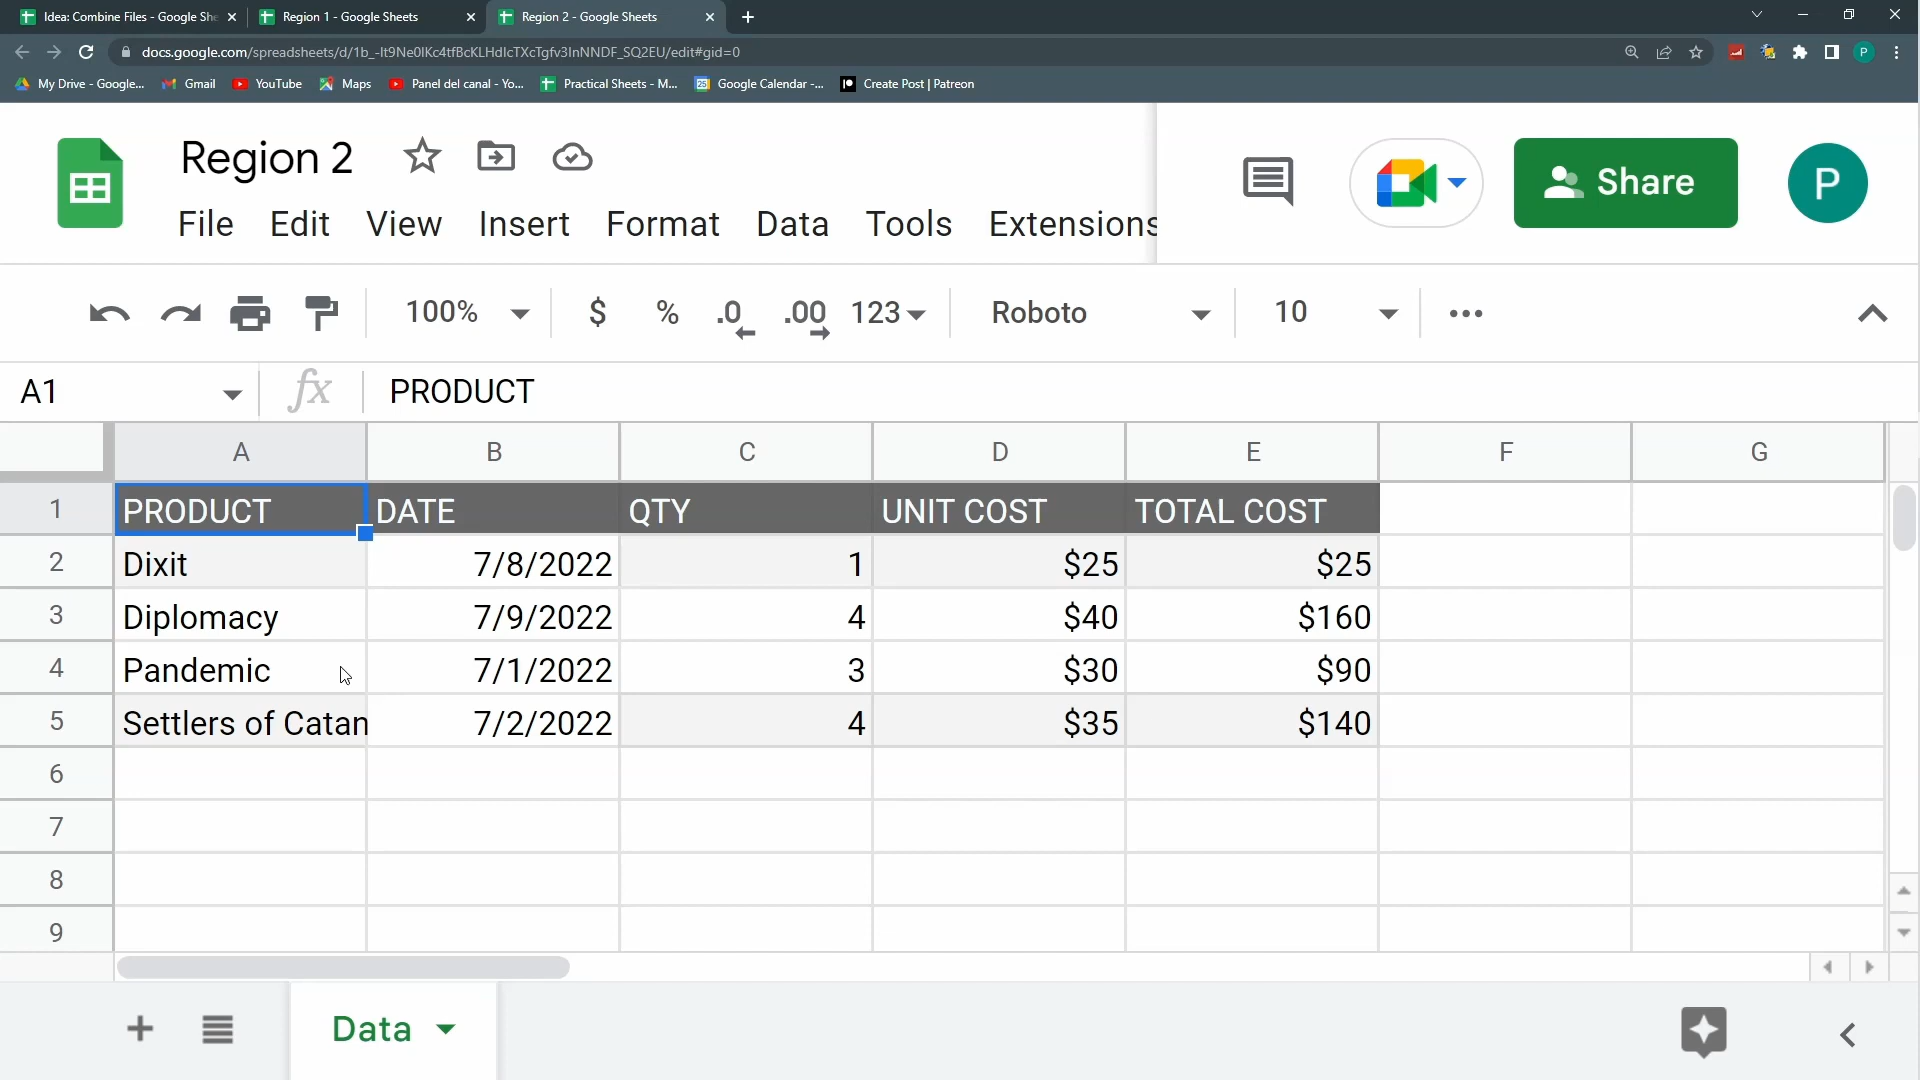 Idea: Combine Files - Google She
Region 1 - Google Sheets
Region 2 - Google Sheets
docs.google.com/spreadsheets/d/1b_-It9Ne0lKc4tfBcKLHdIcTXcTgfv3InNNDF_SQ2EU/edit#gid=0
P
My Drive - Google...
Gmail
YouTube
Maps
Panel del canal - Yo...
Practical Sheets - M...
Google Calendar -...
Create Post | Patreon
Region 2
File Edit View Insert Format Data Tools Extensions
Share
P
100%
$ % .0 .00 123
Roboto
10
A1
fx
PRODUCT
A B C D E F G
1 PRODUCT DATE QTY UNIT COST TOTAL COST
2 Dixit 7/8/2022 1 $25 $25
3 Diplomacy 7/9/2022 4 $40 $160
4 Pandemic 7/1/2022 3 $30 $90
5 Settlers of Catan 7/2/2022 4 $35 $140
6
7
8
9
Data